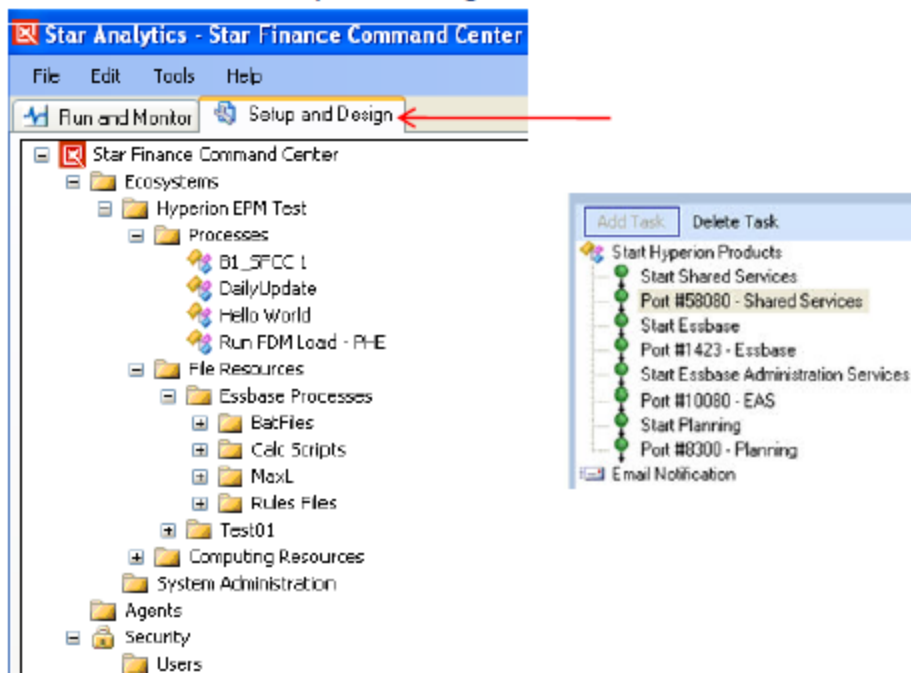 Star Analytics - Star Finance Command Center
File Edit Tools Help
Run and Monitor Setup and Design
Star Finance Command Center
Ecosystems
Hyperion EPM Test
Processes
B1_SFCC 1
DailyUpdate
Hello World
Run FDM Load - PHE
File Resources
Essbase Processes
BatFiles
Calc Scripts
MaxL
Rules Files
Test01
Computing Resources
System Administration
Agents
Security
Users
Add Task Delete Task
Start Hyperion Products
Start Shared Services
Port #58080 - Shared Services
Start Essbase
Port #1423 - Essbase
Start Essbase Administration Services
Port #10080 - EAS
Start Planning
Port #8300 - Planning
Email Notification